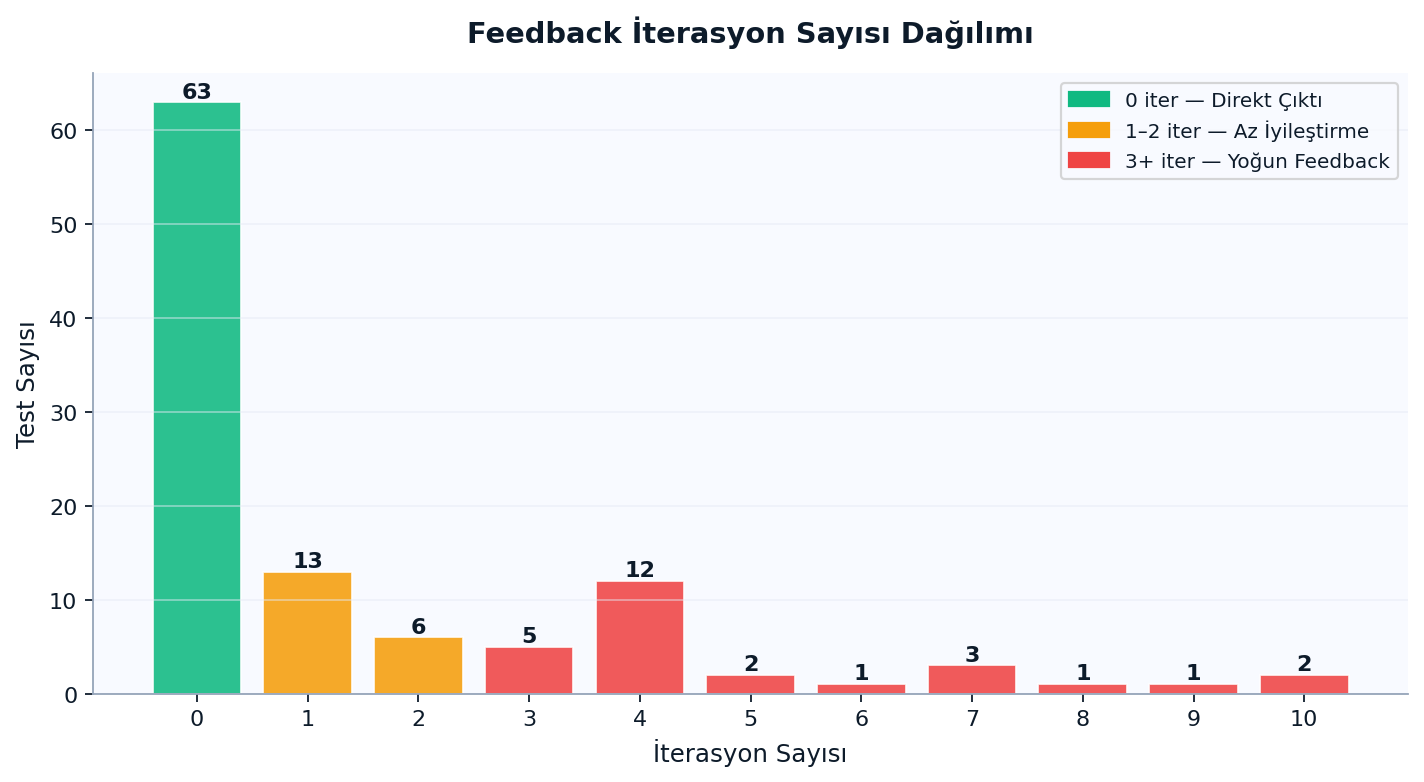 Feedback İterasyon Sayısı Dağılımı
0 iter — Direkt Çıktı
1–2 iter — Az İyileştirme
3+ iter — Yoğun Feedback
Test Sayısı
60
50
40
30
20
10
0
63
13
6
5
12
2
1
3
1
1
2
0 1 2 3 4 5 6 7 8 9 10
İterasyon Sayısı